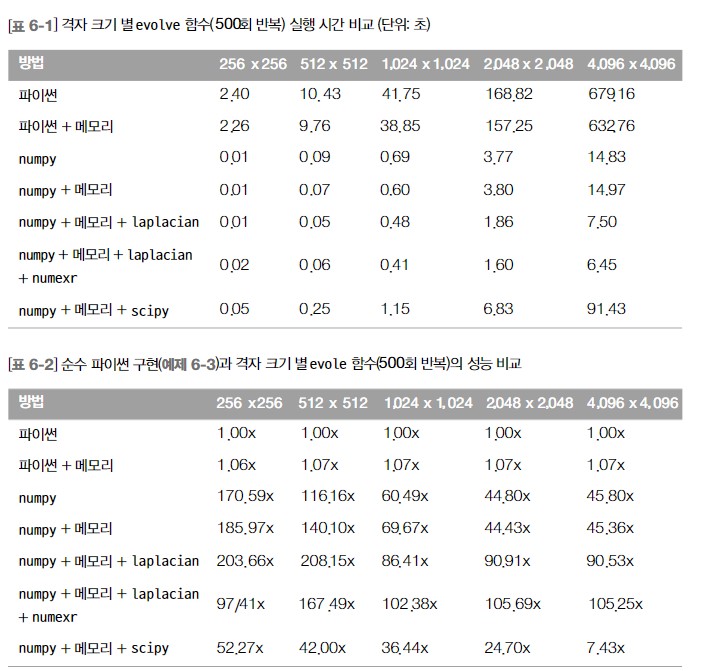 [표 6-1] 격자 크기 별 evolve 함수(500회 반복) 실행 시간 비교 (단위: 초)
방법 256 x256 512 x 512 1,024 x 1,024 2,048 x 2,048 4,096 x 4,096
파이썬 2.40 10.43 41.75 168.82 679.16
파이썬 + 메모리 2.26 9.76 38.85 157.25 632.76
numpy 0.01 0.09 0.69 3.77 14.83
numpy + 메모리 0.01 0.07 0.60 3.80 14.97
numpy + 메모리 + laplacian 0.01 0.05 0.48 1.86 7.50
numpy + 메모리 + laplacian
+ numexr 0.02 0.06 0.41 1.60 6.45
numpy + 메모리 + scipy 0.05 0.25 1.15 6.83 91.43
[표 6-2] 순수 파이썬 구현(예제 6-3)과 격자 크기 별 evole 함수(500회 반복)의 성능 비교
방법 256 x256 512 x 512 1,024 x 1,024 2,048 x 2,048 4,096 x 4,096
파이썬 1.00x 1.00x 1.00x 1.00x 1.00x
파이썬 + 메모리 1.06x 1.07x 1.07x 1.07x 1.07x
numpy 170.59x 116.16x 60.49x 44.80x 45.80x
numpy + 메모리 185.97x 140.10x 69.67x 44.43x 45.36x
numpy + 메모리 + laplacian 203.66x 208.15x 86.41x 90.91x 90.53x
numpy + 메모리 + laplacian
+ numexr 97/41x 167.49x 102.38x 105.69x 105.25x
numpy + 메모리 + scipy 52.27x 42.00x 36.44x 24.70x 7.43x